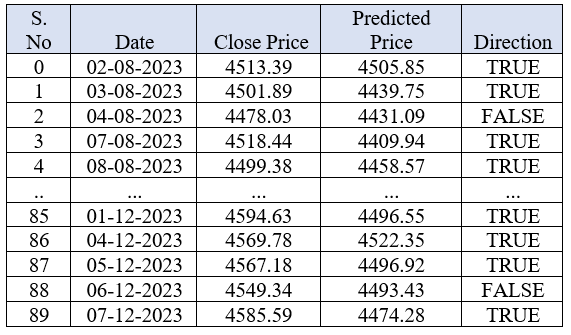 S. No Date Close Price Predicted Price Direction
0 02-08-2023 4513.39 4505.85 TRUE
1 03-08-2023 4501.89 4439.75 TRUE
2 04-08-2023 4478.03 4431.09 FALSE
3 07-08-2023 4518.44 4409.94 TRUE
4 08-08-2023 4499.38 4458.57 TRUE
.. ... ... ... ...
85 01-12-2023 4594.63 4496.55 TRUE
86 04-12-2023 4569.78 4522.35 TRUE
87 05-12-2023 4567.18 4496.92 TRUE
88 06-12-2023 4549.34 4493.43 FALSE
89 07-12-2023 4585.59 4474.28 TRUE